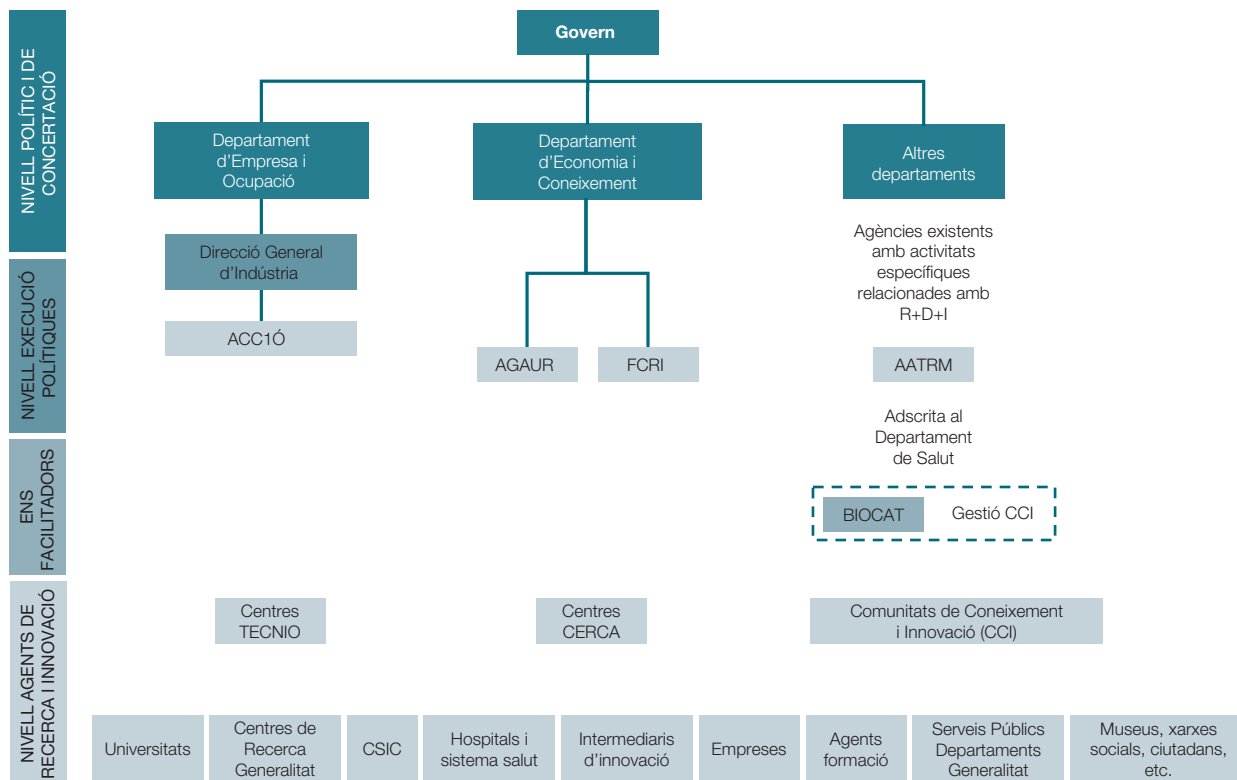 NIVELL POLÍTIC I DE
CONCERTACIÓ
Govern
Departament
d'Empresa i
Ocupació
Departament
d'Economia i
Coneixement
Altres
departaments
Direcció General
d'Indústria
Agències existents
amb activitats
específiques
relacionades amb
R+D+I
NIVELL EXECUCIÓ
POLÍTIQUES
ACC1Ó
AGAUR
FCRI
AATRM
Adscrita al
Departament
de Salut
ENS
FACILITADORS
BIOCAT
Gestió CCI
NIVELL AGENTS DE
RECERCA I INNOVACIÓ
Centres
TECNIO
Centres
CERCA
Comunitats de Coneixement
i Innovació (CCI)
Universitats
Centres de
Recerca
Generalitat
CSIC
Hospitals i
sistema salut
Intermediaris
d'innovació
Empreses
Agents
formació
Serveis Públics
Departaments
Generalitat
Museus, xarxes
socials, ciutadans,
etc.